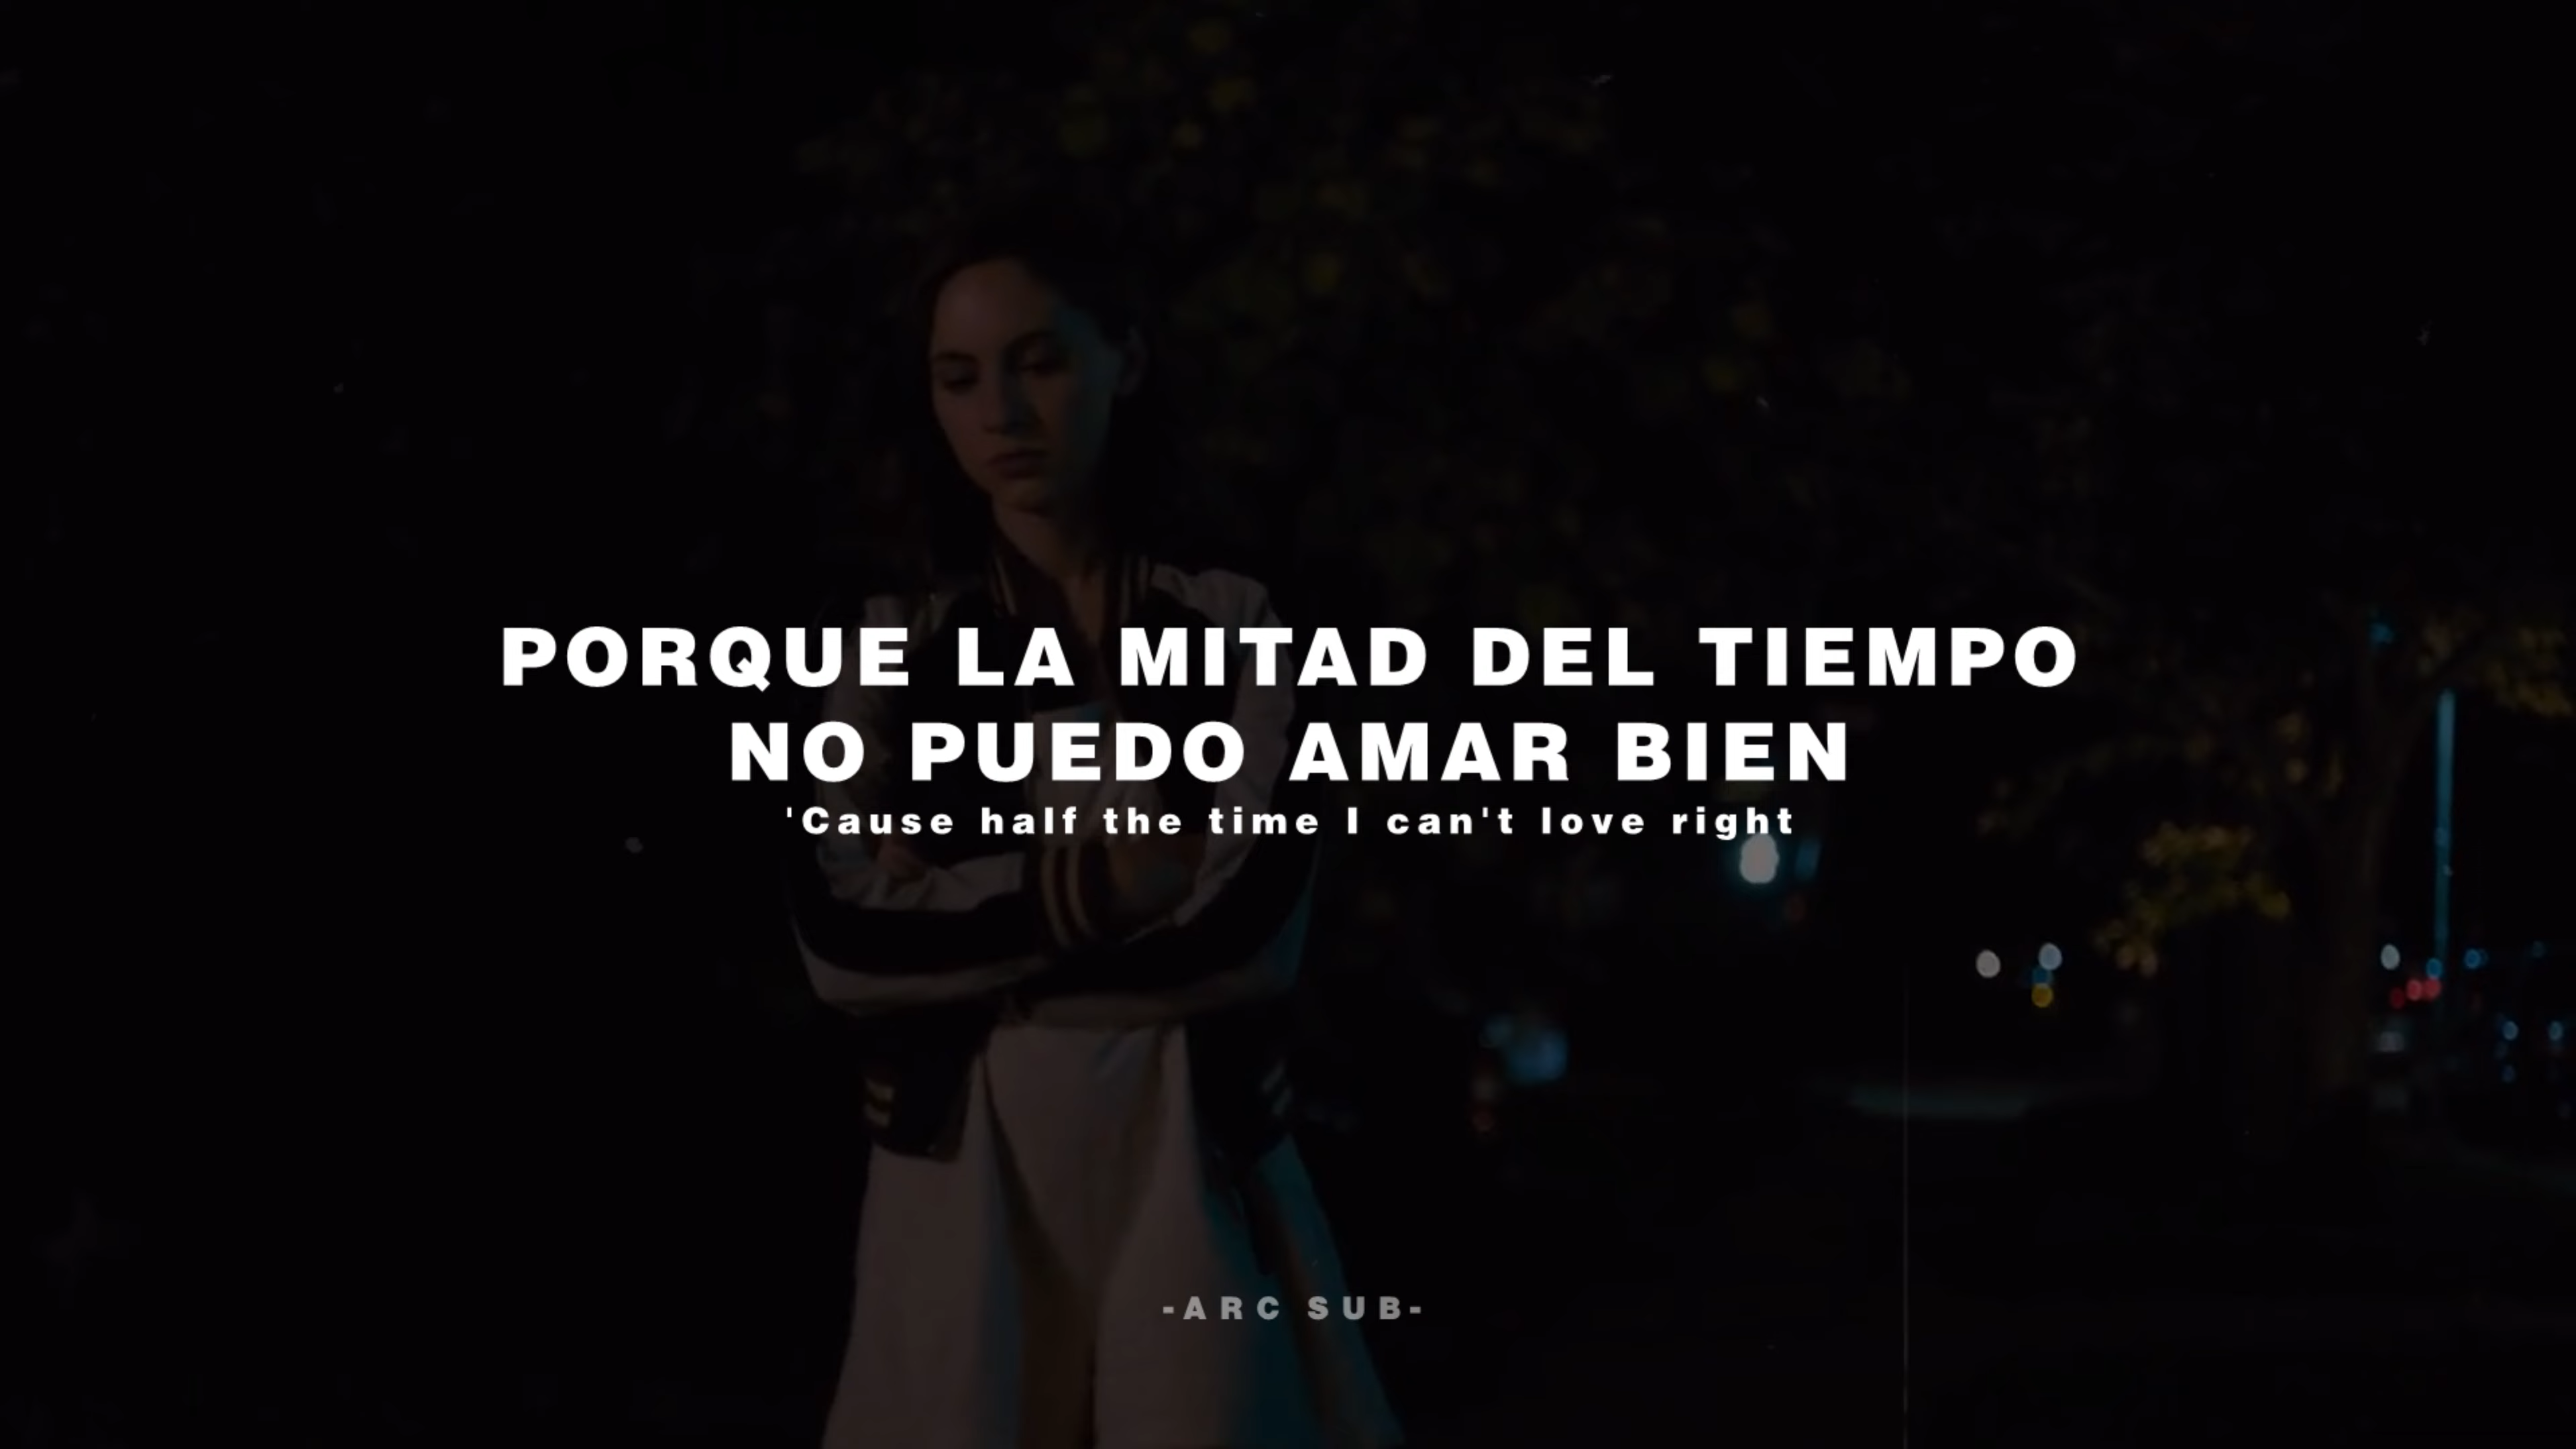 PORQUE LA MITAD DEL TIEMPO
NO PUEDO AMAR BIEN
'Cause half the time I can't love right
-ARC SUB-